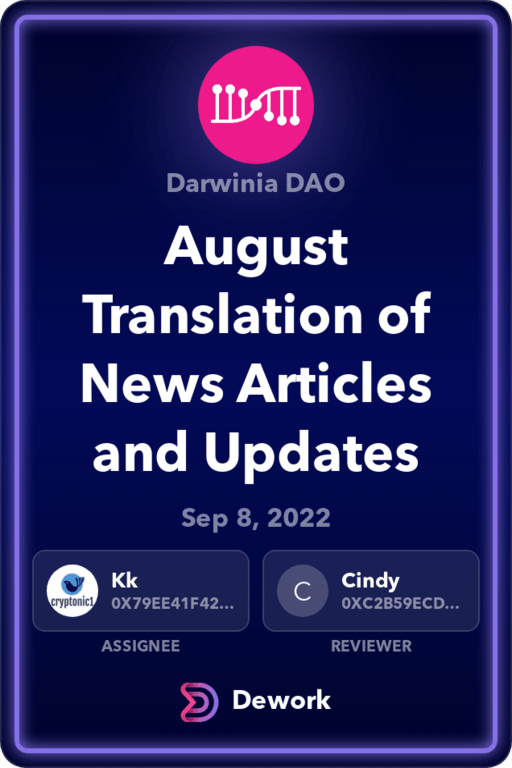 Darwinia DAO
August
Translation of
News Articles
and Updates
Sep 8, 2022
Kk
0X79EE41F42...
cryptonic1
ASSIGNEE
C
Cindy
0XC2B59ECD...
REVIEWER
Dework